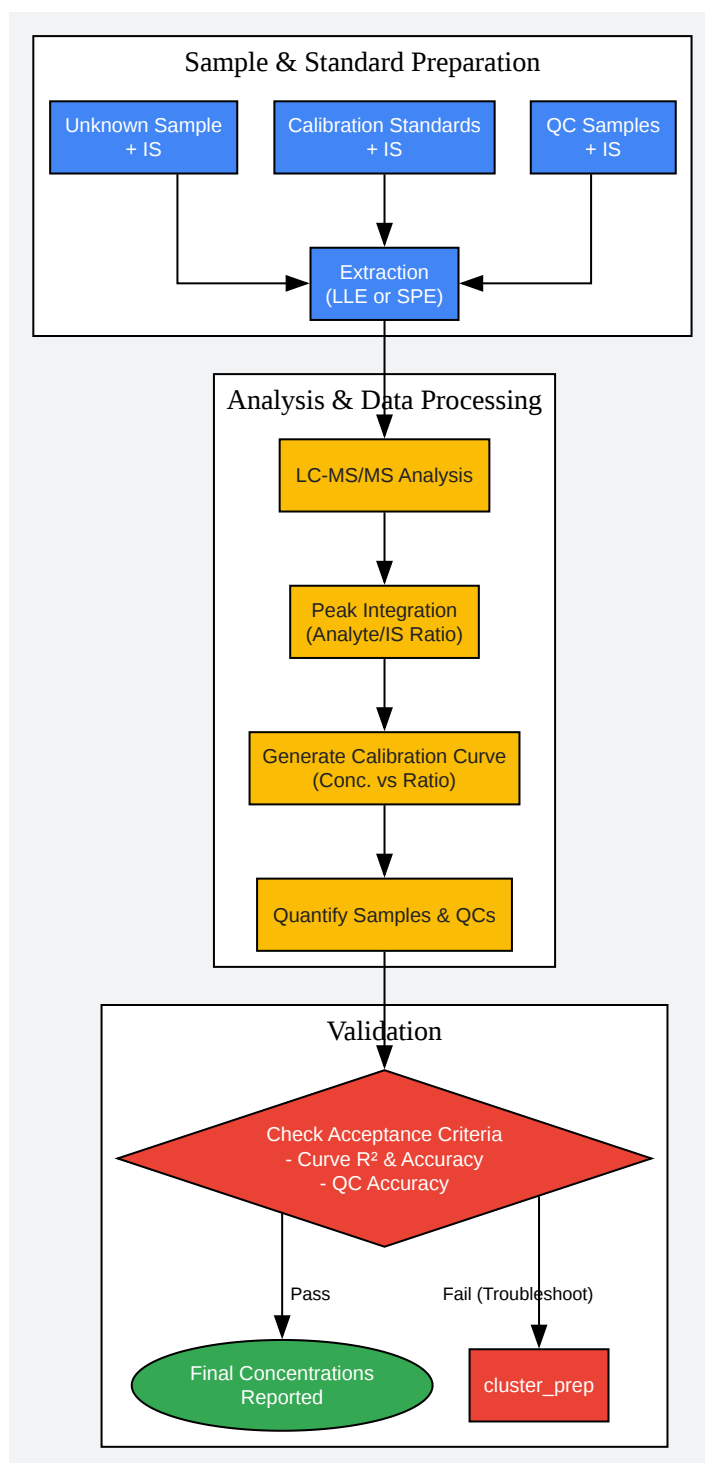 Sample & Standard Preparation
Unknown Sample
+ IS
Calibration Standards
+ IS
QC Samples
+ IS
Extraction
(LLE or SPE)
Analysis & Data Processing
LC-MS/MS Analysis
Peak Integration
(Analyte/IS Ratio)
Generate Calibration Curve
(Conc. vs Ratio)
Quantify Samples & QCs
Validation
Check Acceptance Criteria
- Curve R² & Accuracy
- QC Accuracy
Pass
Fail (Troubleshoot)
Final Concentrations
Reported
cluster_prep